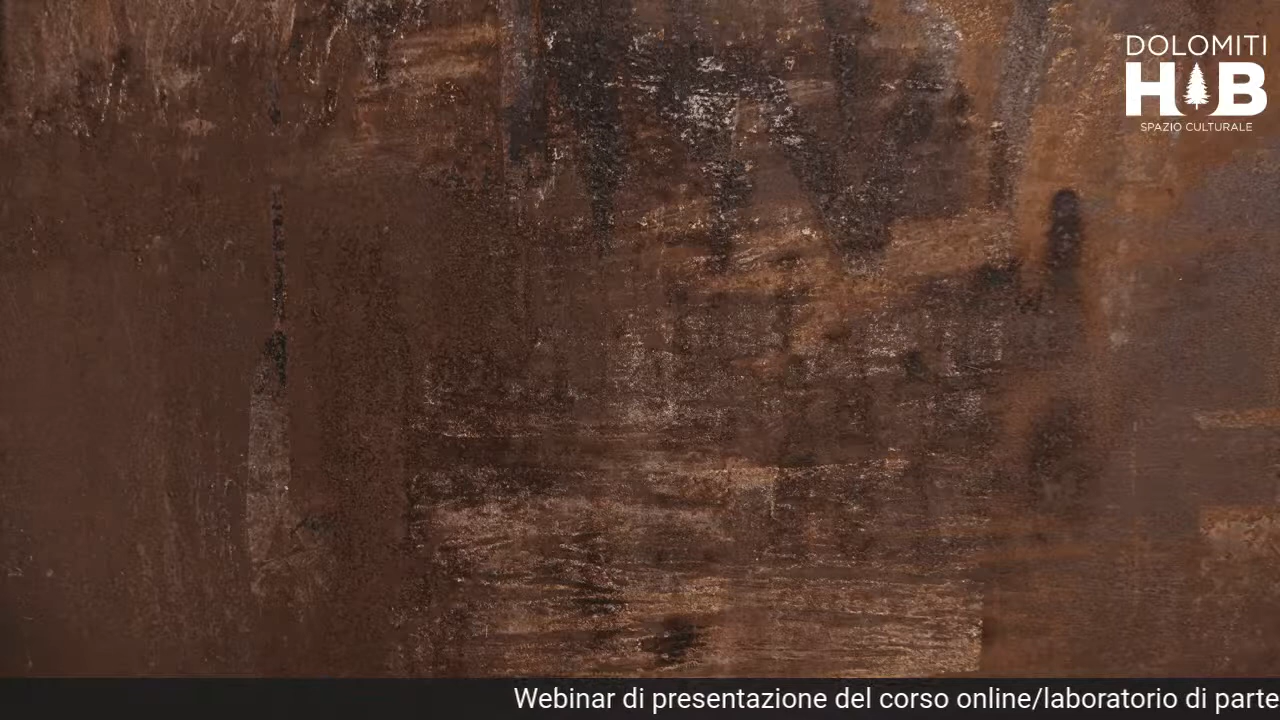 DOLOMITI
HUB
SPAZIO CULTURALE
Webinar di presentazione del corso online/laboratorio di parte